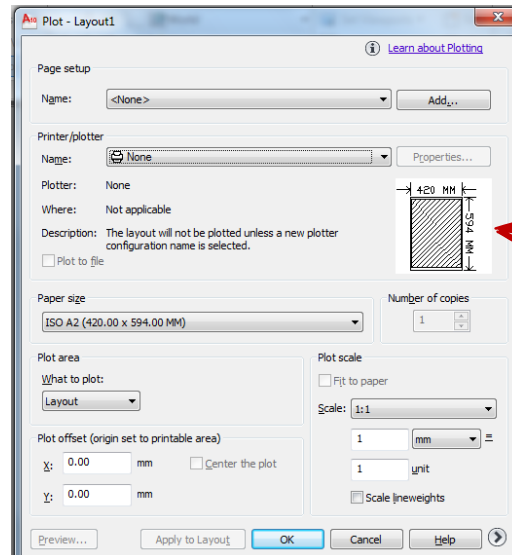 A10 Plot - Layout1
Learn about Plotting
Page setup
Name: <None> Add...
Printer/plotter
Name: None Properties...
Plotter: None
Where: Not applicable
Description: The layout will not be plotted unless a new plotter
configuration name is selected.
Plot to file
420 MM
594 MM
Paper size
ISO A2 (420.00 x 594.00 MM)
Number of copies
1
Plot area
What to plot:
Layout
Plot scale
Fit to paper
Scale: 1:1
1 mm =
1 unit
Scale lineweights
Plot offset (origin set to printable area)
X: 0.00 mm Center the plot
Y: 0.00 mm
Preview... Apply to Layout OK Cancel Help